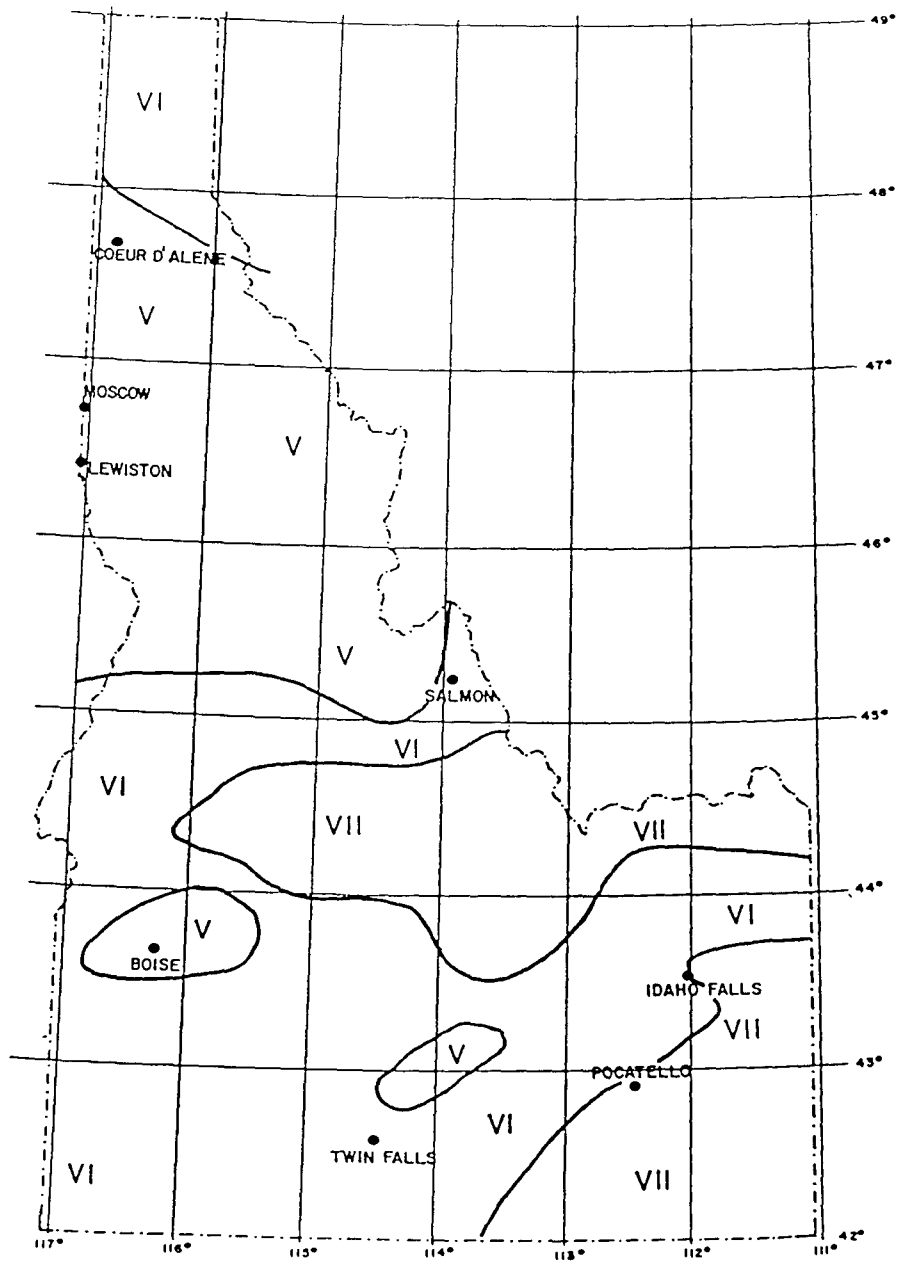 49°
VI
48°
COEUR D'ALENE
V
47°
MOSCOW
V
LEWISTON
46°
V
SALMON
45°
VI
VI
VII
VII
44°
V
VI
BOISE
IDAHO FALLS
VII
V
43°
POCATELLO
VI
TWIN FALLS
VI
VII
117° 116° 115° 114° 113° 112° 111° 42°